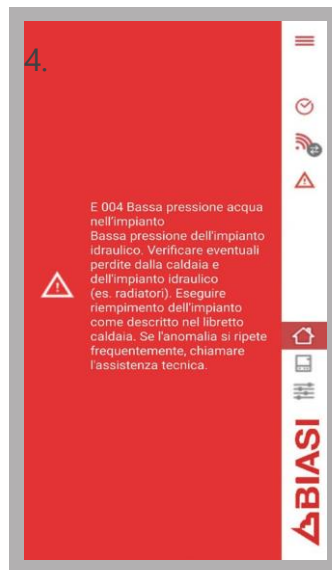 4.
E 004 Bassa pressione acqua
nell'impianto
Bassa pressione dell'impianto
idraulico. Verificare eventuali
perdite dalla caldaia e
dell'impianto idraulico
(es. radiatori). Eseguire
riempimento dell'impianto
come descritto nel libretto
caldaia. Se l'anomalia si ripete
frequentemente, chiamare
l'assistenza tecnica.
BIASI